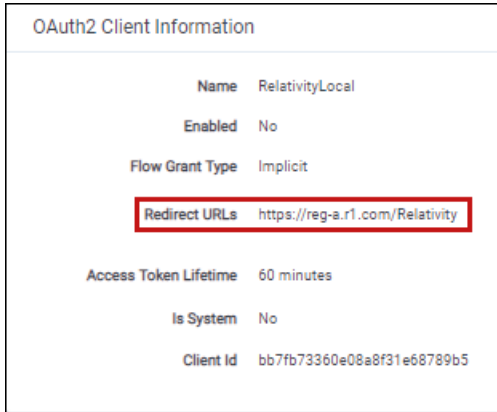 OAuth2 Client Information
Name RelativityLocal
Enabled No
Flow Grant Type Implicit
Redirect URLs https://reg-a.r1.com/Relativity
Access Token Lifetime 60 minutes
Is System No
Client Id bb7fb73360e08a8f31e68789b5